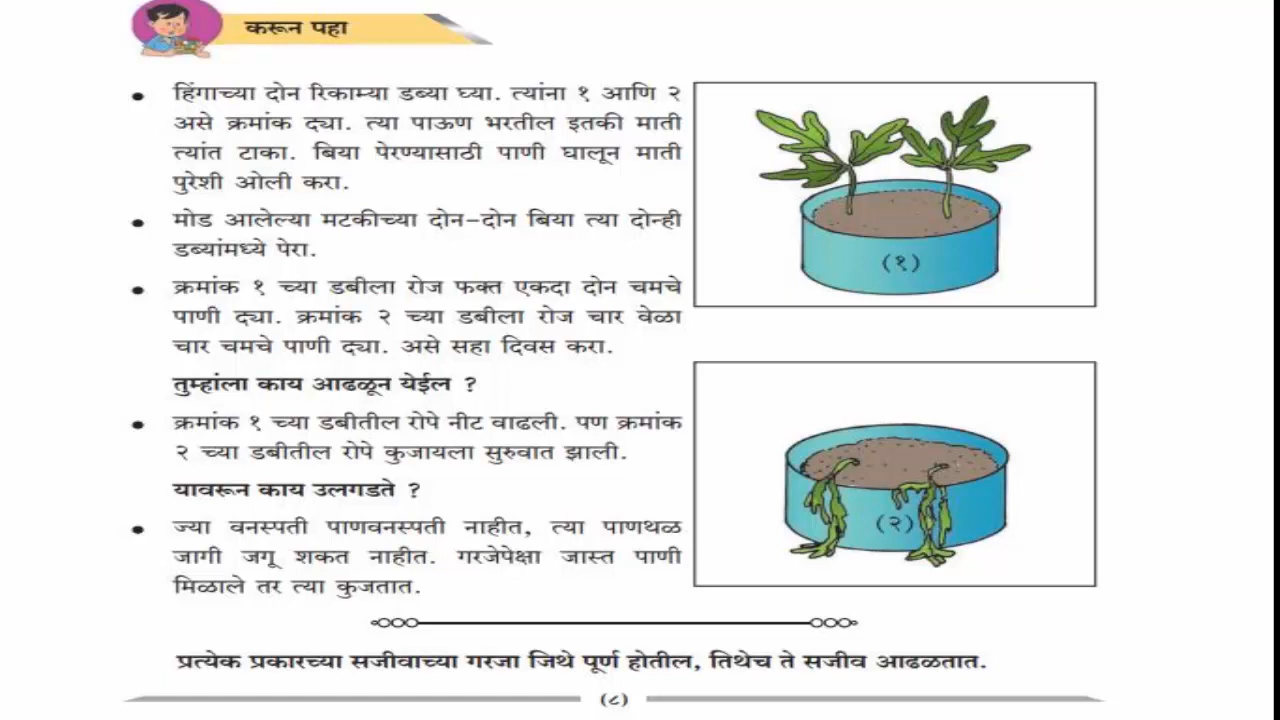 करून पहा
• हिंगाच्या दोन रिकाम्या डब्या घ्या. त्यांना १ आणि २
असे क्रमांक द्या. त्या पाऊण भरतील इतकी माती
त्यांत टाका. बिया पेरण्यासाठी पाणी घालून माती
पुरेशी ओली करा.
• मोड आलेल्या मटकीच्या दोन-दोन बिया त्या दोन्ही
डब्यांमध्ये पेरा.
• क्रमांक १ च्या डबीला रोज फक्त एकदा दोन चमचे
पाणी द्या. क्रमांक २ च्या डबीला रोज चार वेळा
चार चमचे पाणी द्या. असे सहा दिवस करा.
तुम्हांला काय आढळून येईल ?
• क्रमांक १ च्या डबीतील रोपे नीट वाढली. पण क्रमांक
२ च्या डबीतील रोपे कुजायला सुरुवात झाली.
यावरून काय उलगडते ?
• ज्या वनस्पती पाणवनस्पती नाहीत, त्या पाणथळ
जागी जगू शकत नाहीत. गरजेपेक्षा जास्त पाणी
मिळाले तर त्या कुजतात.
(१)
(२)
प्रत्येक प्रकारच्या सजीवाच्या गरजा जिथे पूर्ण होतील, तिथेच ते सजीव आढळतात.
(८)